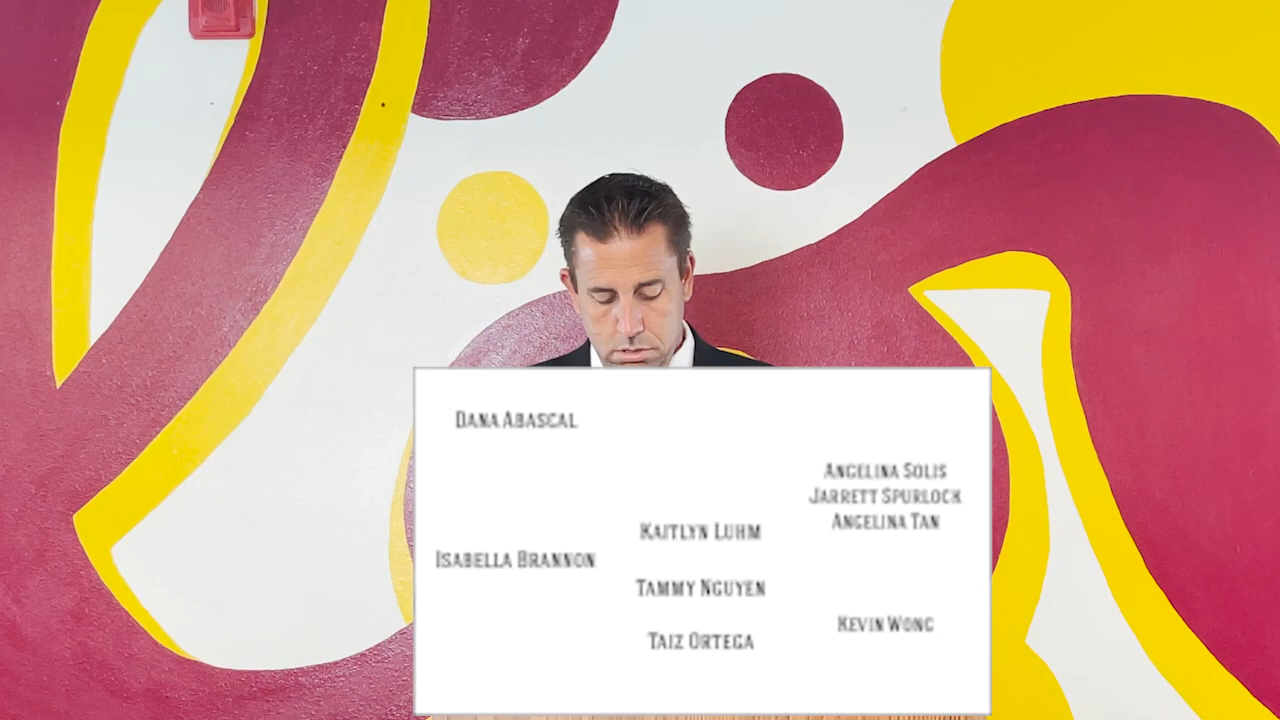 Dana Abascal
Isabella Brannon
Kaitlyn Luhm
Tammy Nguyen
Taiz Ortega
Angelina Solis
Jarrett Spurlock
Angelina Tan
Kevin Wong